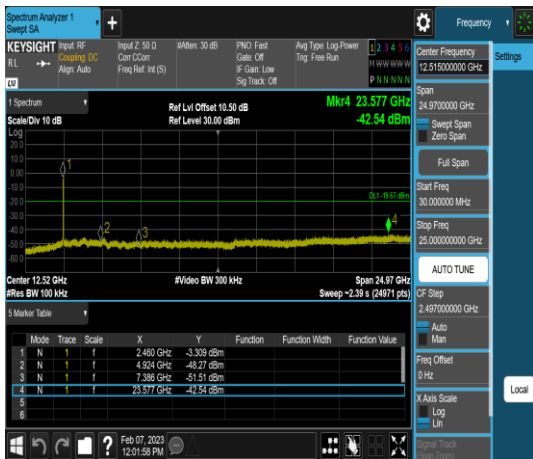 Spectrum Analyzer 1
Swept SA
Frequency
KEYSIGHT
RL
Input: RF
Coupling: DC
Align: Auto
Input Z: 50 Ω
Corr CCorr
Freq Ref: Int (S)
#Atten: 30 dB
PNO: Fast
Gate: Off
IF Gain: Low
Sig Track: Off
Avg Type: Log-Power
Trig: Free Run
1 2 3 4 5 6
M W W W W W
P N N N N N
1 Spectrum
Scale/Div 10 dB
Ref Lvl Offset 10.50 dB
Ref Level 30.00 dBm
Mkr4 23.577 GHz
-42.54 dBm
Log
20.0
10.0
0.00
-10.0
-20.0
-30.0
-40.0
-50.0
-60.0
1
2
3
4
DL1 -19.67 dBm
Center 12.52 GHz
#Res BW 100 kHz
#Video BW 300 kHz
Span 24.97 GHz
Sweep ~2.39 s (24971 pts)
5 Marker Table
Mode Trace Scale X Y Function Function Width Function Value
1 N 1 f 2.460 GHz -3.309 dBm
2 N 1 f 4.924 GHz -48.27 dBm
3 N 1 f 7.386 GHz -51.51 dBm
4 N 1 f 23.577 GHz -42.54 dBm
5
6
Feb 07, 2023
12:01:58 PM
Center Frequency
12.515000000 GHz
Settings
Span
24.9700000 GHz
Swept Span
Zero Span
Full Span
Start Freq
30.000000 MHz
Stop Freq
25.000000000 GHz
AUTO TUNE
CF Step
2.497000000 GHz
Auto
Man
Freq Offset
0 Hz
X Axis Scale
Log
Lin
Local
Signal Track
(Span Zoom)